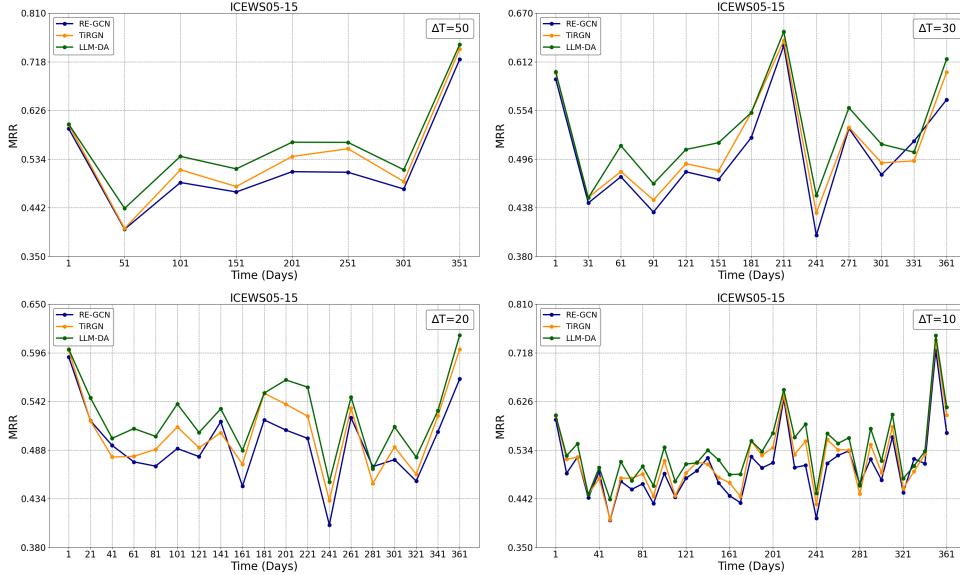 ICEWS05-15
ΔT=50
RE-GCN
TiRGN
LLM-DA
MRR
0.810
0.718
0.626
0.534
0.442
0.350
1 51 101 151 201 251 301 351
Time (Days)
ICEWS05-15
ΔT=30
RE-GCN
TiRGN
LLM-DA
MRR
0.670
0.612
0.554
0.496
0.438
0.380
1 31 61 91 121 151 181 211 241 271 301 331 361
Time (Days)
ICEWS05-15
ΔT=20
RE-GCN
TiRGN
LLM-DA
MRR
0.650
0.596
0.542
0.488
0.434
0.380
1 21 41 61 81 101 121 141 161 181 201 221 241 261 281 301 321 341 361
Time (Days)
ICEWS05-15
ΔT=10
RE-GCN
TiRGN
LLM-DA
MRR
0.810
0.718
0.626
0.534
0.442
0.350
1 41 81 121 161 201 241 281 321 361
Time (Days)